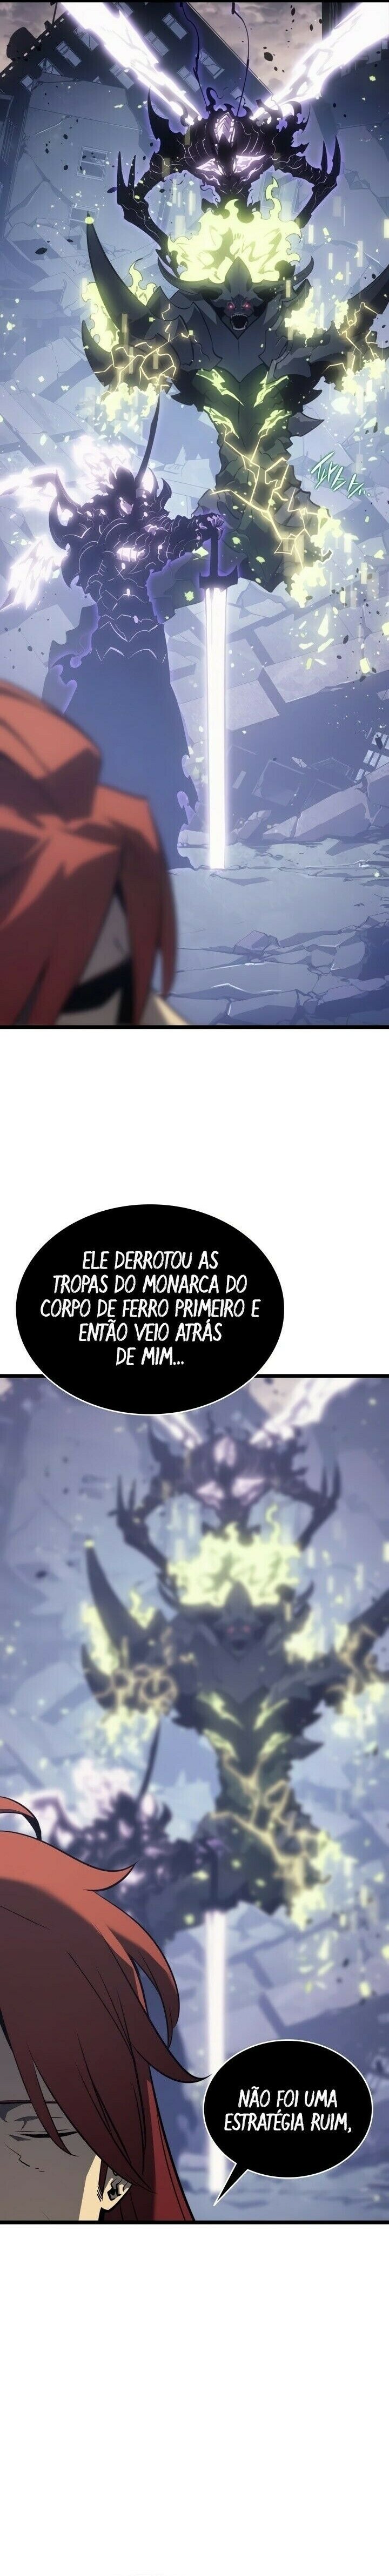 ELE DERROTOU AS
TROPAS DO MONARCA DO
CORPO DE FERRO PRIMEIRO E
ENTÃO VEIO ATRÁS
DE MIM...
NÃO FOI UMA
ESTRATÉGIA RUIM,